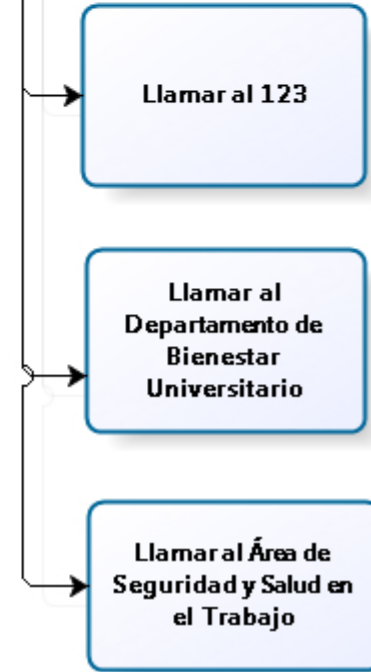 Llamar al 123
Llamar al
Departamento de
Bienestar
Universitario
Llamar al Área de
Seguridad y Salud en
el Trabajo